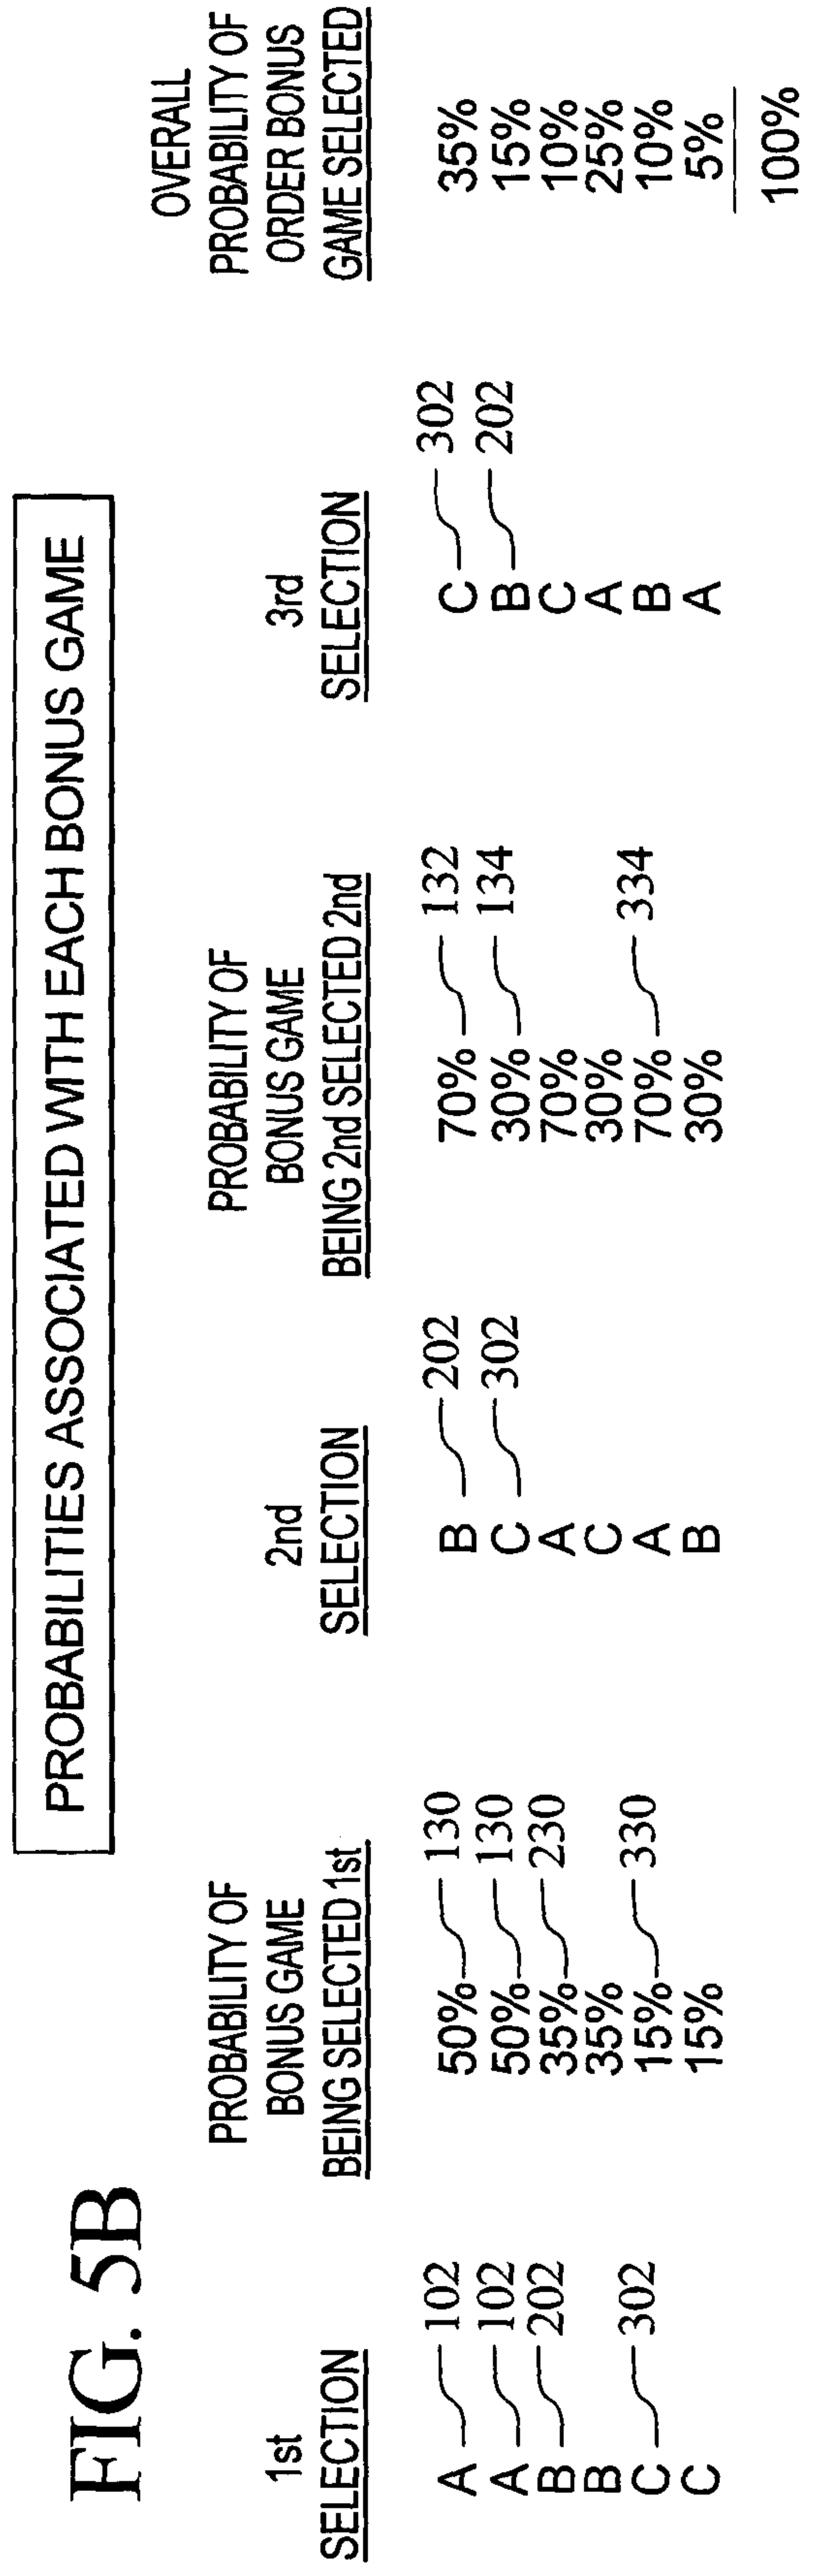 FIG. 5B
PROBABILITIES ASSOCIATED WITH EACH BONUS GAME
1st
SELECTION
PROBABILITY OF
BONUS GAME
BEING SELECTED 1st
2nd
SELECTION
PROBABILITY OF
BONUS GAME
BEING 2nd SELECTED 2nd
3rd
SELECTION
OVERALL
PROBABILITY OF
ORDER BONUS
GAME SELECTED
A 102 50% 130 B 202 70% 132 C 302 35%
A 102 50% 130 C 302 30% 134 B 202 15%
B 202 35% 230 A 70% C 10%
B 35% C 30% A 25%
C 302 15% 330 A 70% 334 B 10%
C 15% B 30% A 5%
100%